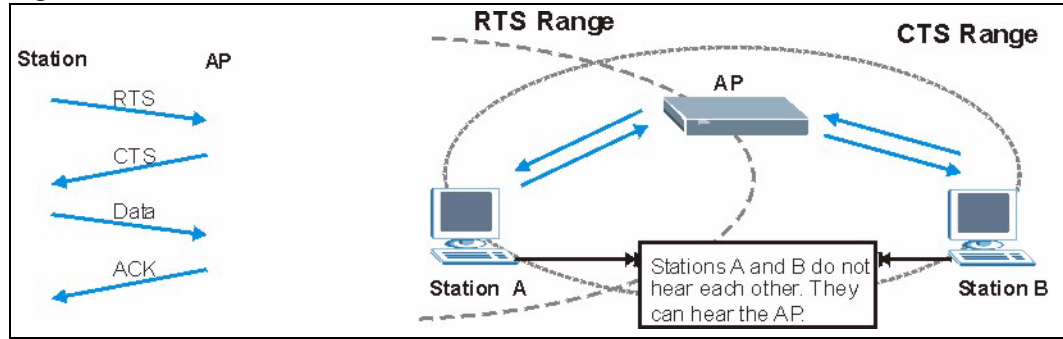 RTS Range
CTS Range
Station
AP
AP
RTS
CTS
Data
ACK
Station A
Stations A and B do not
hear each other. They
can hear the AP.
Station B